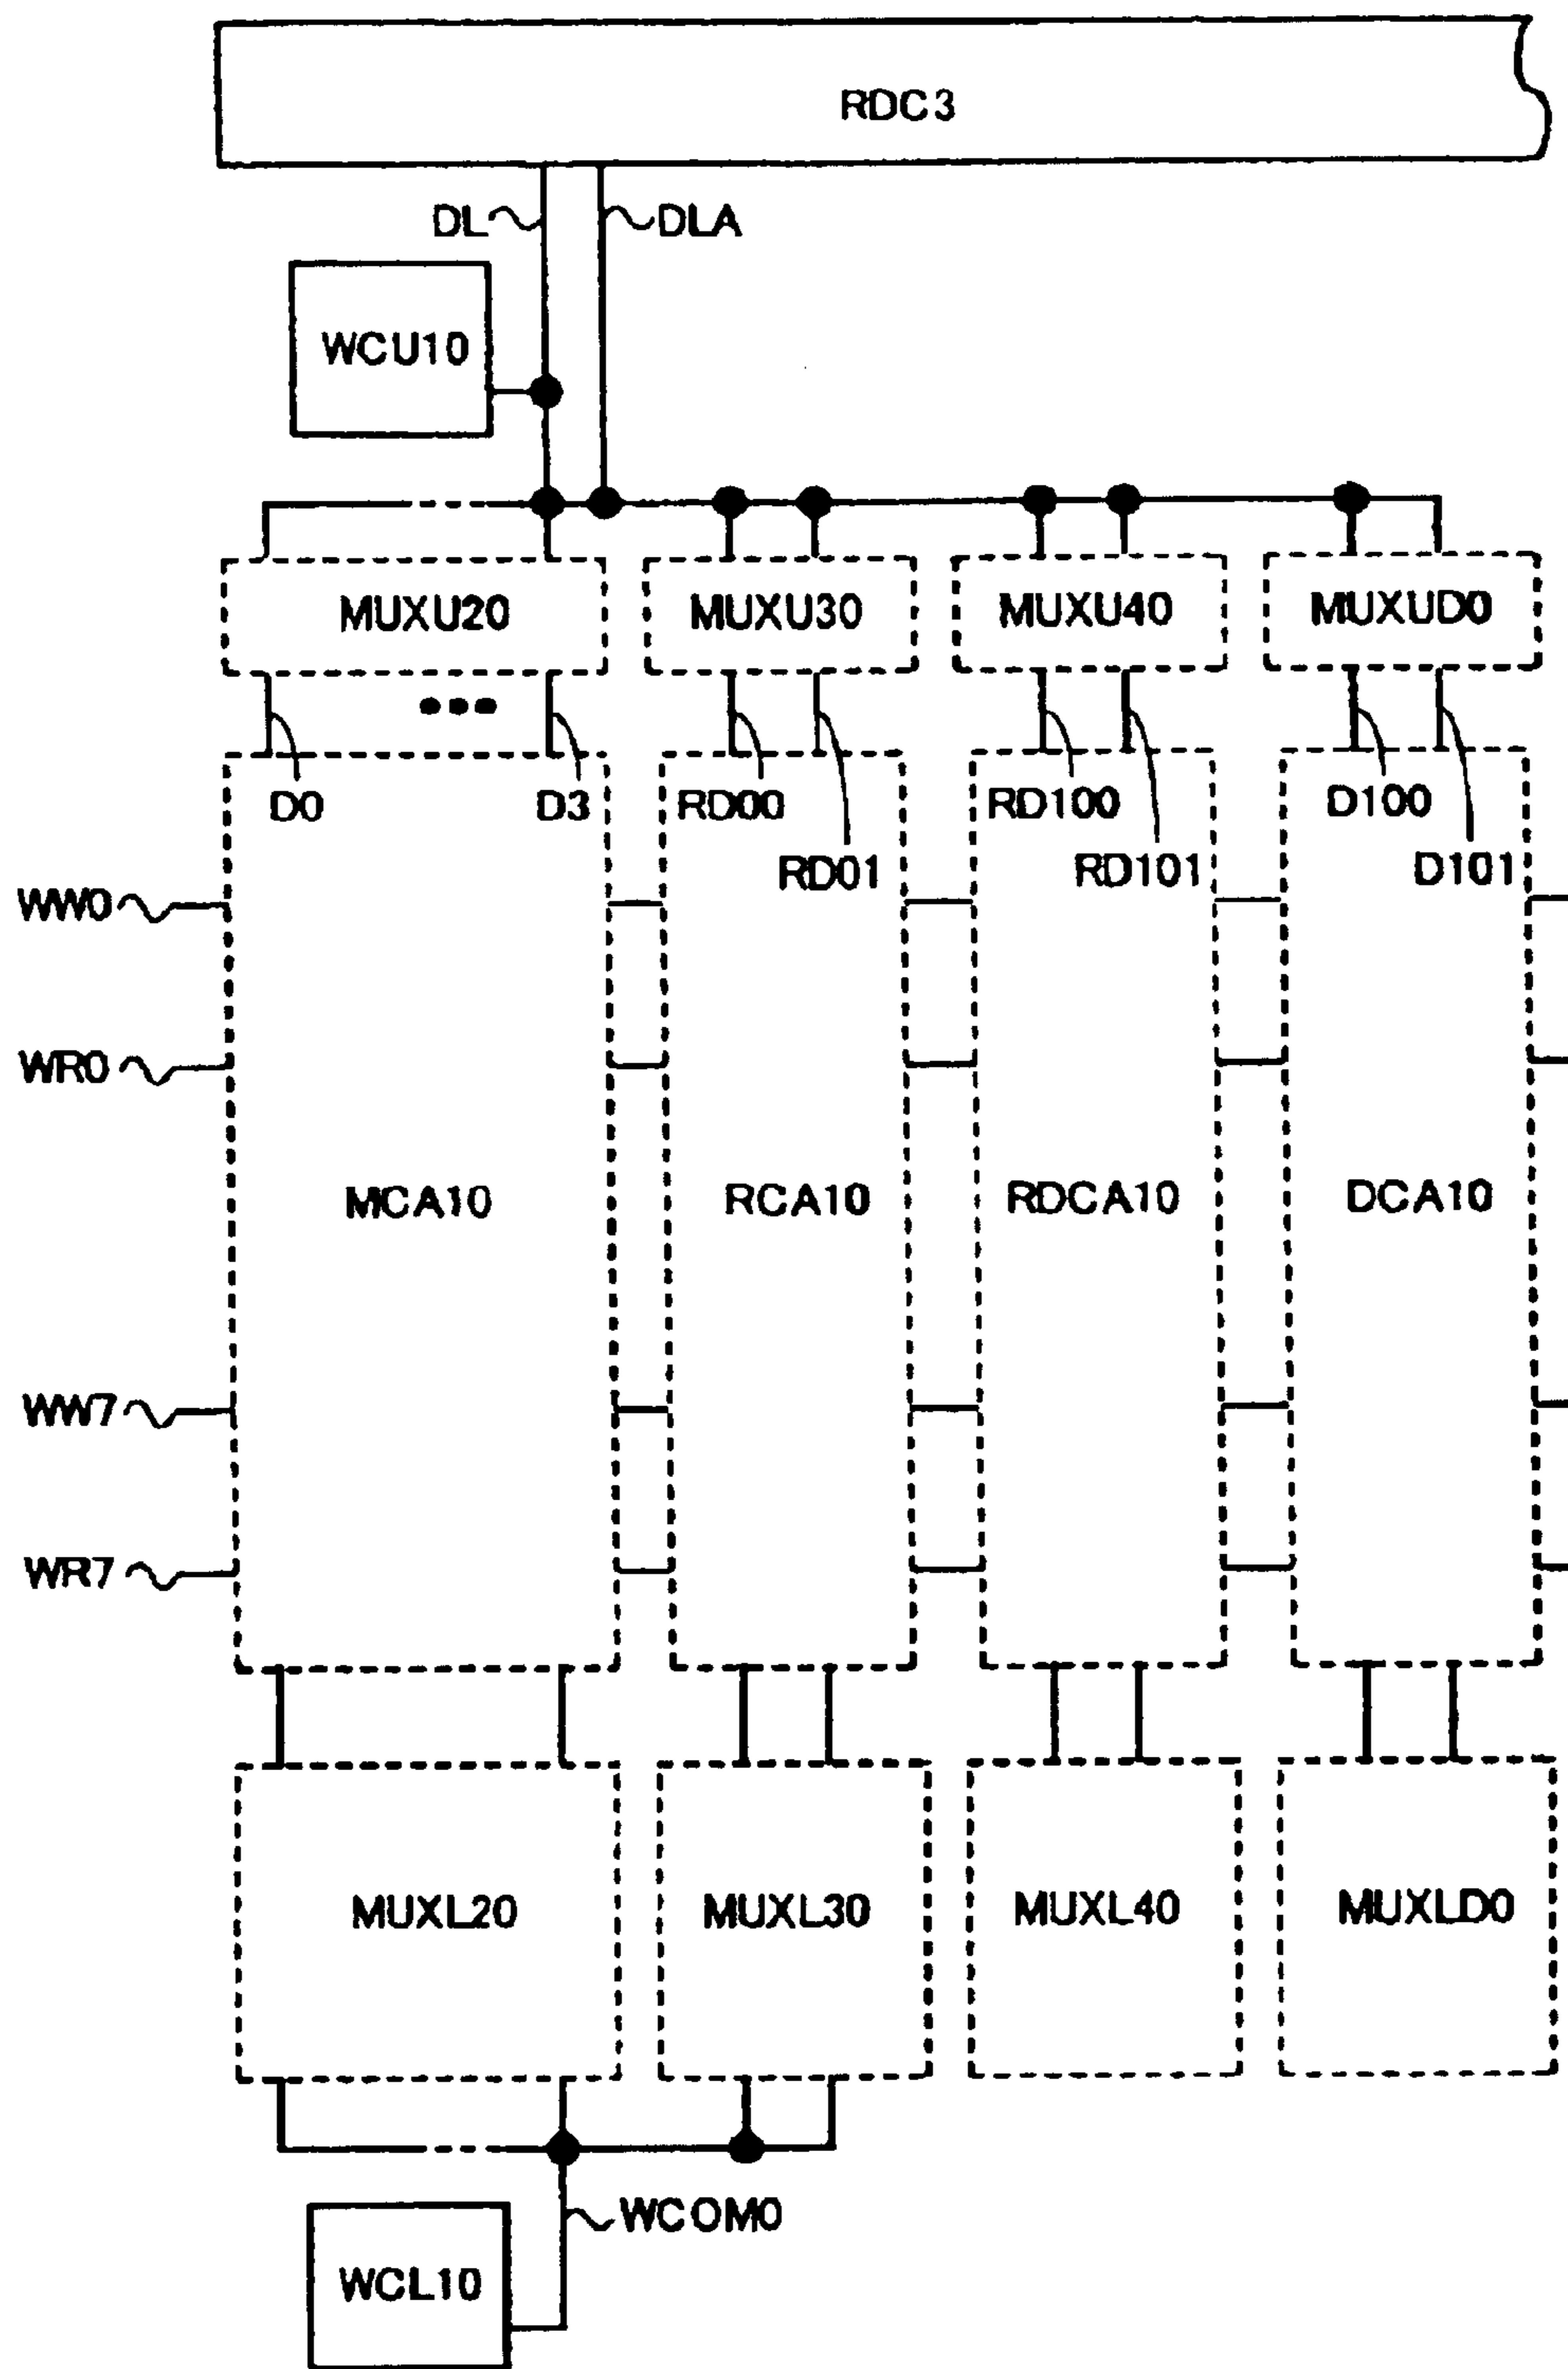 RDC3
DL DLA
WCU10
MUXU20 MUXU30 MUXU40 MUXUD0
D0 D3 RD00 RD100 D100
RD01 RD101 D101
WW0
WR0
MCA10 RCA10 RDCA10 DCA10
WW7
WR7
MUXL20 MUXL30 MUXL40 MUXLD0
WCOM0
WCL10